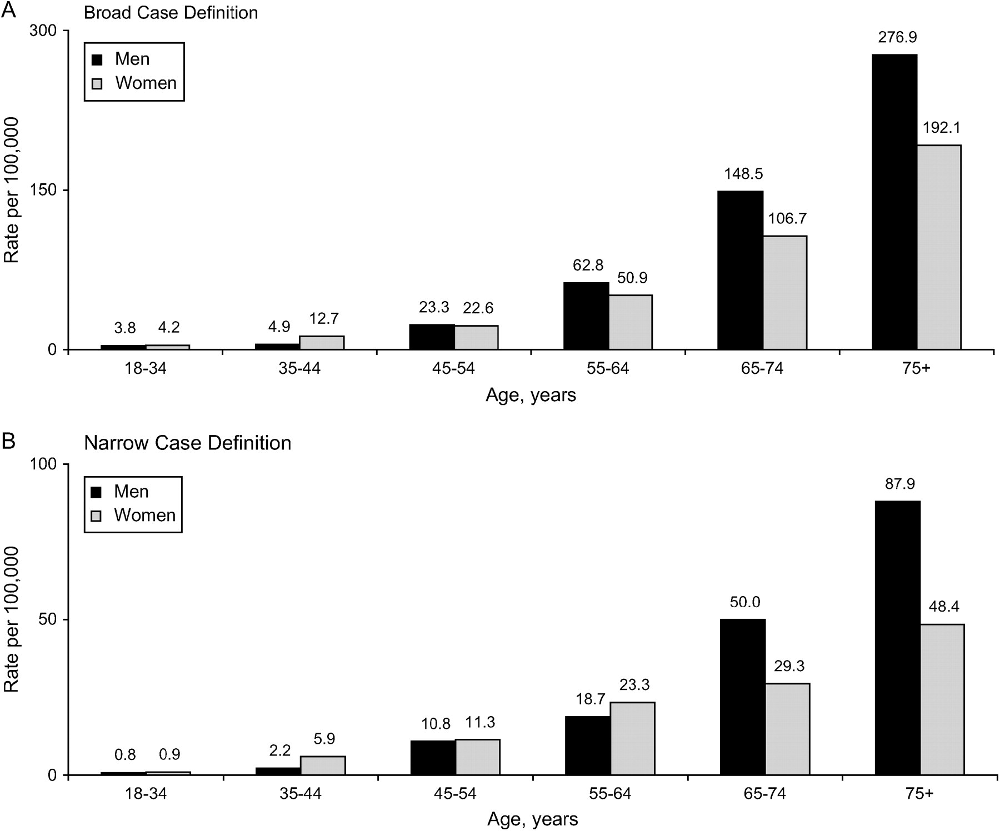 A
Broad Case Definition
300
150
0
Rate per 100,000
Men
Women
3.8 4.2 4.9 12.7 23.3 22.6 62.8 50.9 148.5 106.7 276.9 192.1
18-34 35-44 45-54 55-64 65-74 75+
Age, years
B
Narrow Case Definition
100
50
0
Rate per 100,000
Men
Women
0.8 0.9 2.2 5.9 10.8 11.3 18.7 23.3 50.0 29.3 87.9 48.4
18-34 35-44 45-54 55-64 65-74 75+
Age, years